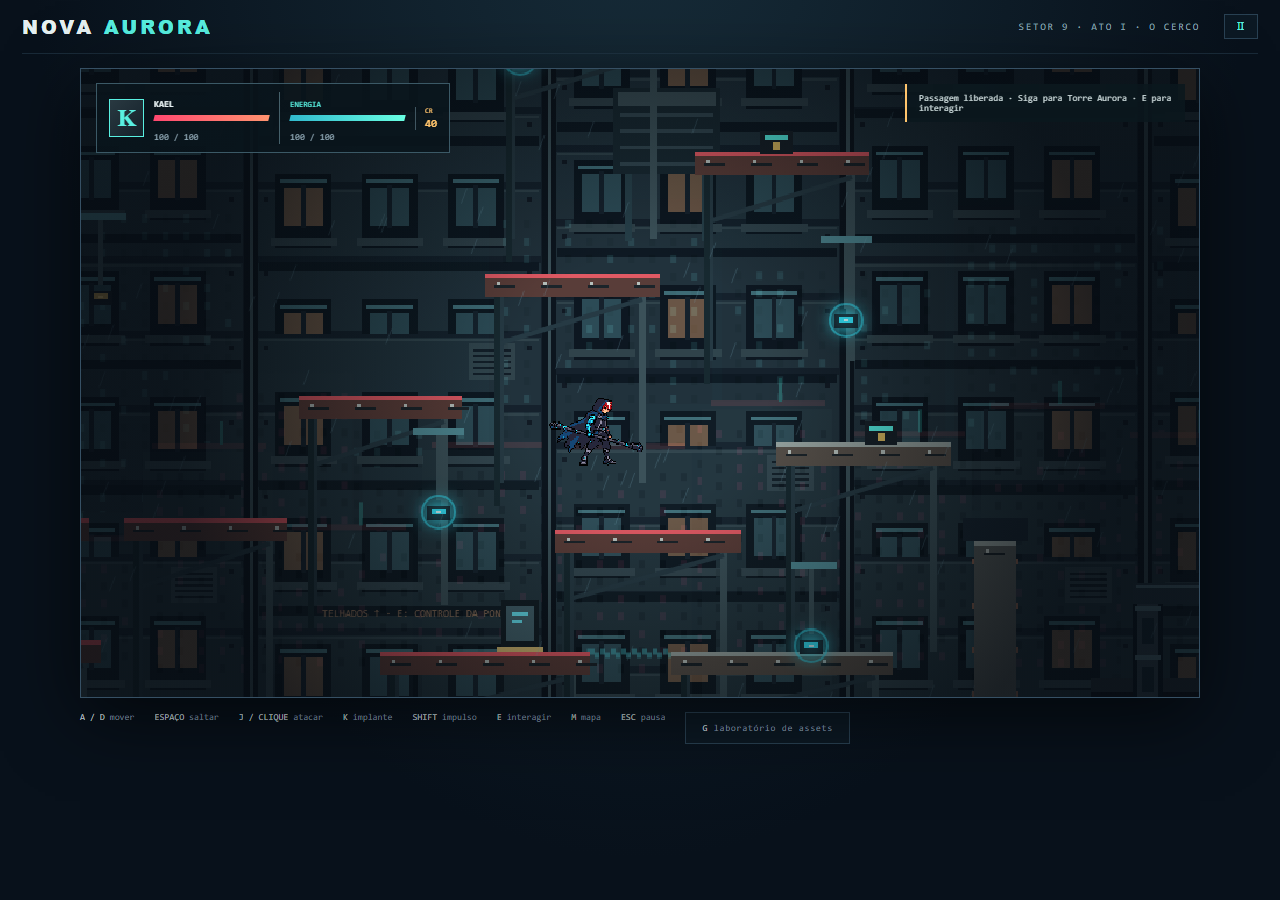 NOVA AURORA
SETOR 9 · ATO I · O CERCO
II
K
KAEL
100 / 100
ENERGIA
100 / 100
CR
40
Passagem liberada · Siga para Torre Aurora · E para
interagir
TELHADOS 1 - E: CONTROLE DA PON
A / D mover
ESPAÇO saltar
J / CLIQUE atacar
K implante
SHIFT impulso
E interagir
M mapa
ESC pausa
G laboratório de assets